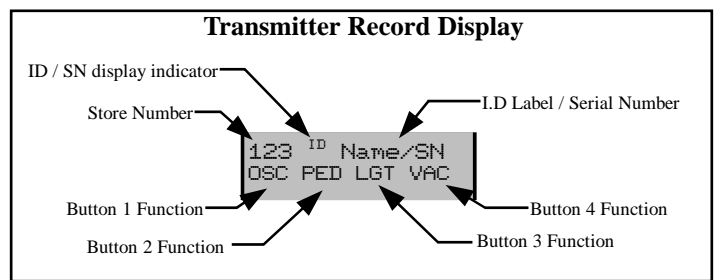 Transmitter Record Display
ID / SN display indicator
Store Number
I.D Label / Serial Number
123 ID Name/SN
OSC PED LGT VAC
Button 1 Function
Button 4 Function
Button 2 Function
Button 3 Function